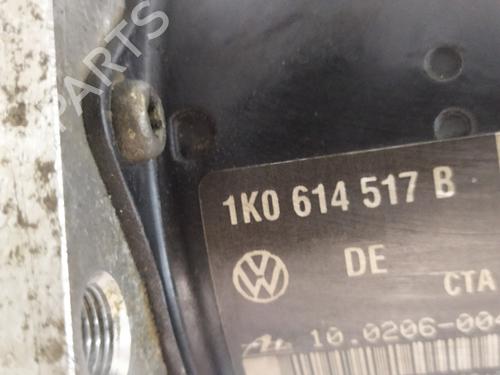 B PARTS
1K0 614 517 B
DE
CTA
10.0206-004